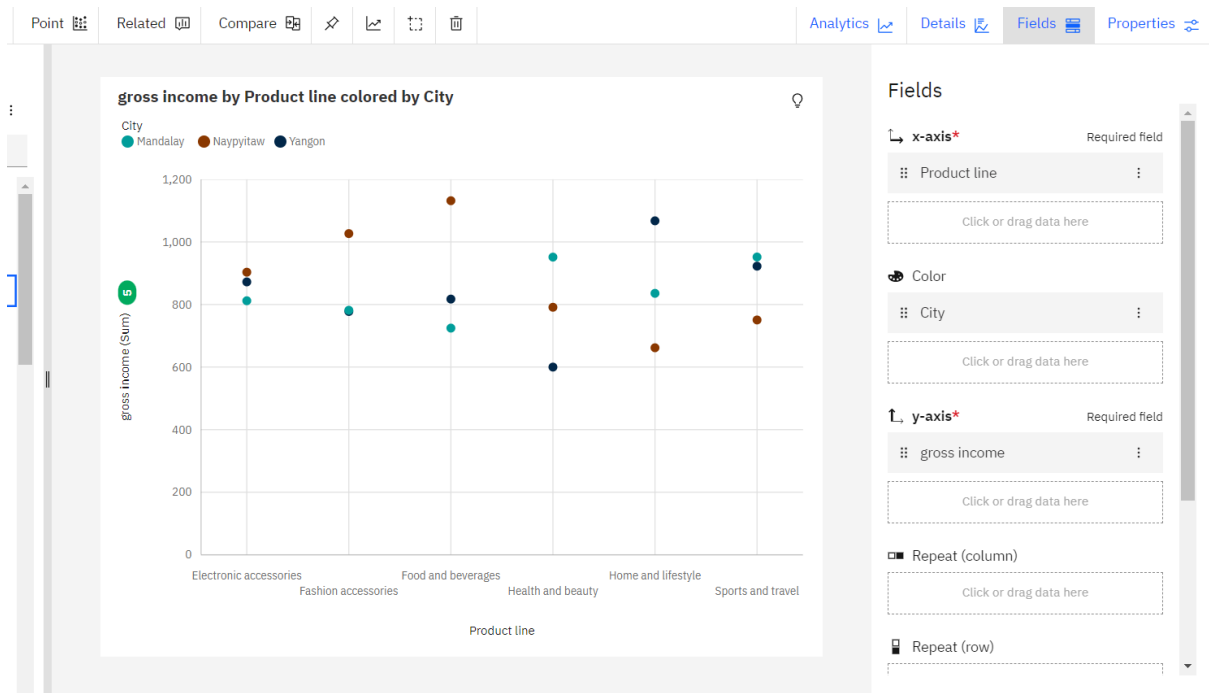 Point Related Compare Analytics Details Fields Properties
gross income by Product line colored by City
City
Mandalay Naypyitaw Yangon
1,200
1,000
800
600
400
200
0
5
gross income (Sum)
Electronic accessories Food and beverages Home and lifestyle
Fashion accessories Health and beauty Sports and travel
Product line
Fields
x-axis* Required field
Product line
Click or drag data here
Color
City
Click or drag data here
y-axis* Required field
gross income
Click or drag data here
Repeat (column)
Click or drag data here
Repeat (row)